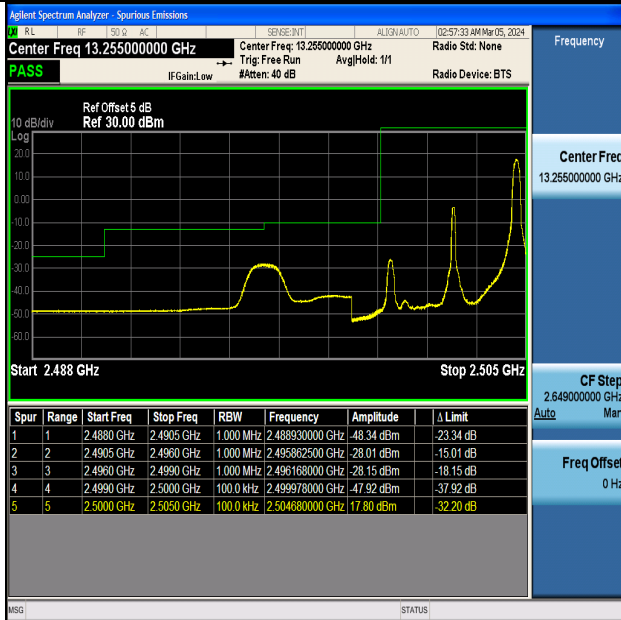 Agilent Spectrum Analyzer - Spurious Emissions
LXI RL RF 50 Ω AC SENSE:INT ALIGN AUTO 02:57:33 AM Mar 05, 2024
Center Freq 13.255000000 GHz
Center Freq: 13.255000000 GHz
Radio Std: None
Trig: Free Run Avg|Hold: 1/1
PASS
IFGain:Low
#Atten: 40 dB
Radio Device: BTS
Ref Offset 5 dB
10 dB/div Ref 30.00 dBm
Log
20.0
10.0
0.00
-10.0
-20.0
-30.0
-40.0
-50.0
-60.0
Start 2.488 GHz Stop 2.505 GHz
Spur Range Start Freq Stop Freq RBW Frequency Amplitude Δ Limit
1 1 2.4880 GHz 2.4905 GHz 1.000 MHz 2.488930000 GHz -48.34 dBm -23.34 dB
2 2 2.4905 GHz 2.4960 GHz 1.000 MHz 2.495862500 GHz -28.01 dBm -15.01 dB
3 3 2.4960 GHz 2.4990 GHz 1.000 MHz 2.496168000 GHz -28.15 dBm -18.15 dB
4 4 2.4990 GHz 2.5000 GHz 100.0 kHz 2.499978000 GHz -47.92 dBm -37.92 dB
5 5 2.5000 GHz 2.5050 GHz 100.0 kHz 2.504680000 GHz 17.80 dBm -32.20 dB
MSG STATUS
Frequency
Center Freq
13.255000000 GHz
CF Step
2.649000000 GHz
Auto Man
Freq Offset
0 Hz